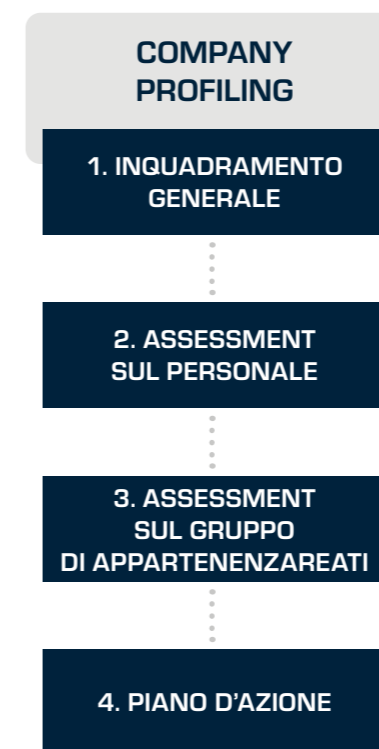 COMPANY
PROFILING
1. INQUADRAMENTO
GENERALE
2. ASSESSMENT
SUL PERSONALE
3. ASSESSMENT
SUL GRUPPO
DI APPARTENENZAREATI
4. PIANO D'AZIONE